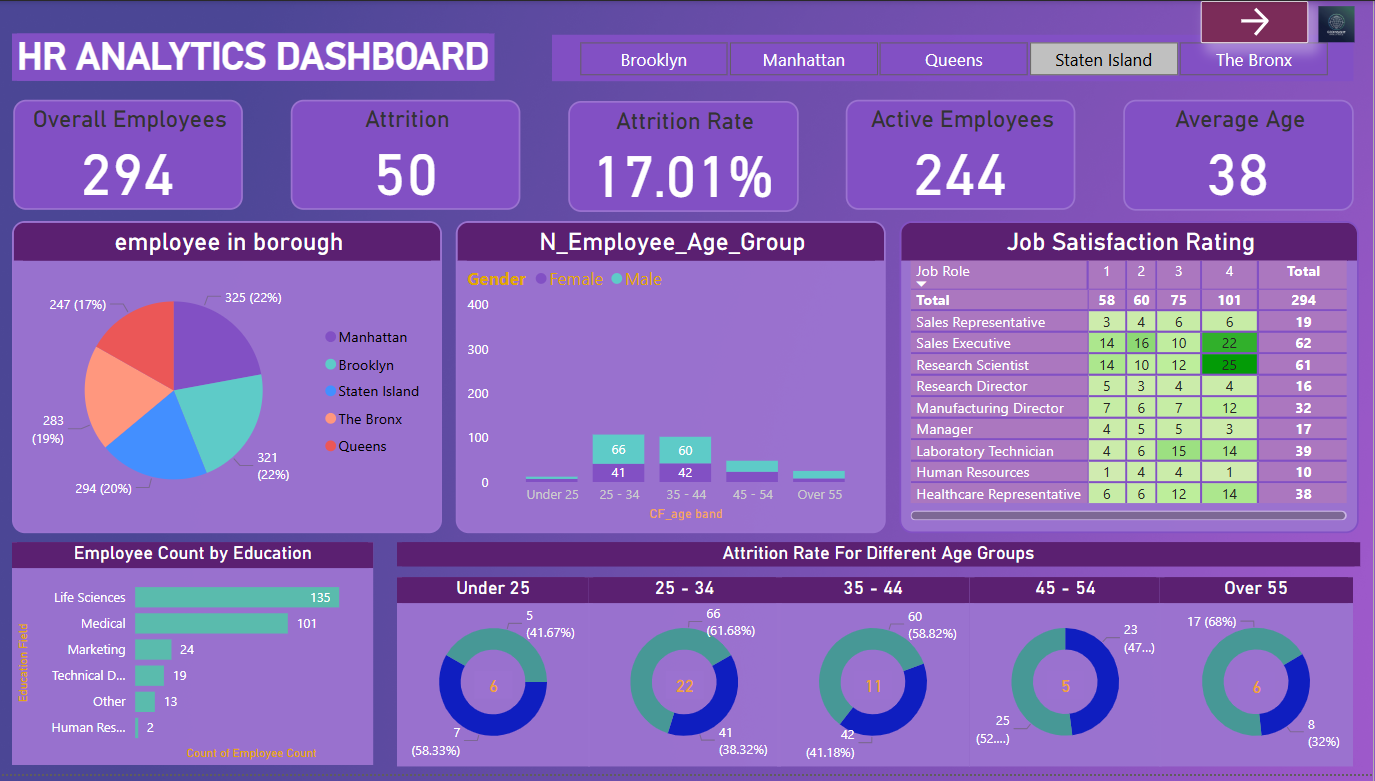 HR ANALYTICS DASHBOARD
Brooklyn Manhattan Queens Staten Island The Bronx
Overall Employees
294
Attrition
50
Attrition Rate
17.01%
Active Employees
244
Average Age
38
employee in borough
325 (22%)
247 (17%)
283
(19%)
294 (20%)
321
(22%)
Manhattan
Brooklyn
Staten Island
The Bronx
Queens
N_Employee_Age_Group
Gender Female Male
400
300
200
100
0
66
41
60
42
Under 25 25 - 34 35 - 44 45 - 54 Over 55
CF_age band
Job Satisfaction Rating
Job Role 1 2 3 4 Total
Total 58 60 75 101 294
Sales Representative 3 4 6 6 19
Sales Executive 14 16 10 22 62
Research Scientist 14 10 12 25 61
Research Director 5 3 4 4 16
Manufacturing Director 7 6 7 12 32
Manager 4 5 5 3 17
Laboratory Technician 4 6 15 14 39
Human Resources 1 4 4 1 10
Healthcare Representative 6 6 12 14 38
Employee Count by Education
Education Field
Life Sciences 135
Medical 101
Marketing 24
Technical D... 19
Other 13
Human Res... 2
Count of Employee Count
Attrition Rate For Different Age Groups
Under 25
5
(41.67%)
6
7
(58.33%)
25 - 34
66
(61.68%)
22
41
(38.32%)
35 - 44
60
(58.82%)
11
42
(41.18%)
45 - 54
23
(47...)
5
25
(52....)
Over 55
17 (68%)
6
8
(32%)